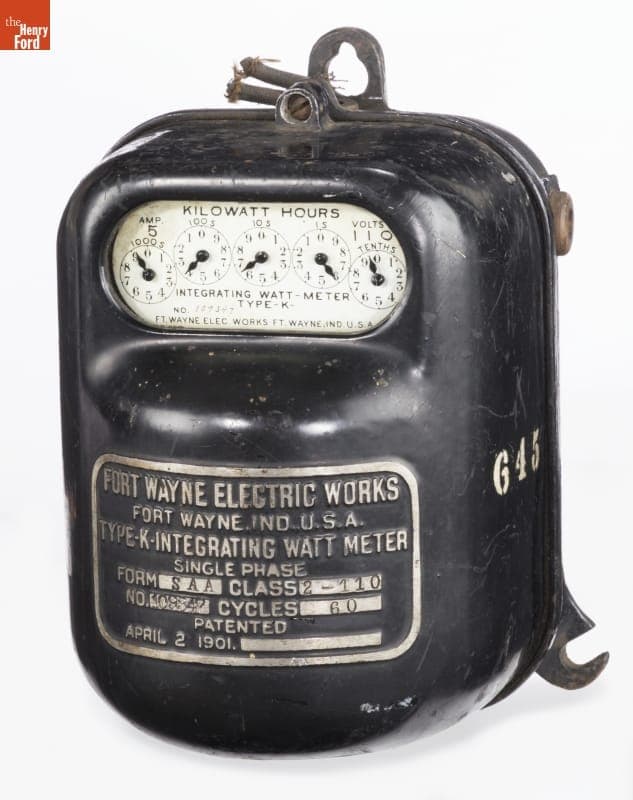 the
Henry
Ford
KILOWATT HOURS
AMP.
5
1000S
100S
10S
1S
VOLTS
110
TENTHS
INTEGRATING WATT-METER
TYPE-K-
NO.
FT. WAYNE ELEC WORKS FT. WAYNE, IND. U.S.A.
FORT WAYNE ELECTRIC WORKS
FORT WAYNE, IND. U.S.A.
TYPE-K-INTEGRATING WATT METER
SINGLE PHASE
FORM SAA CLASS 2-110
NO. CYCLES 60
PATENTED
APRIL 2 1901.
645